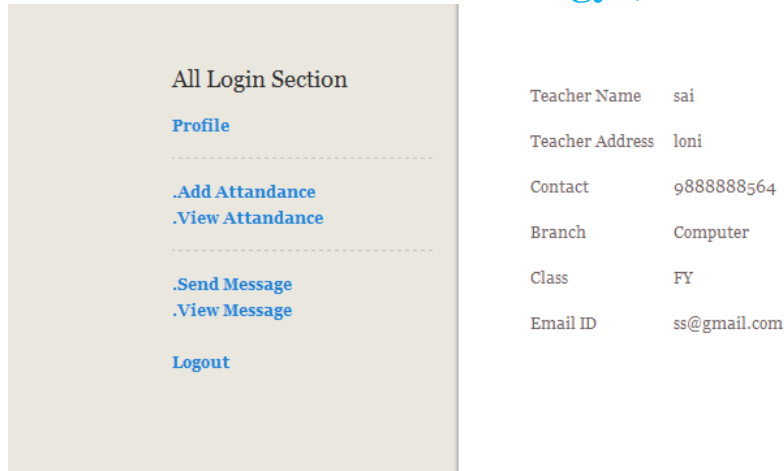 All Login Section
Profile
.Add Attandance
.View Attandance
.Send Message
.View Message
Logout
Teacher Name sai
Teacher Address loni
Contact 9888888564
Branch Computer
Class FY
Email ID ss@gmail.com